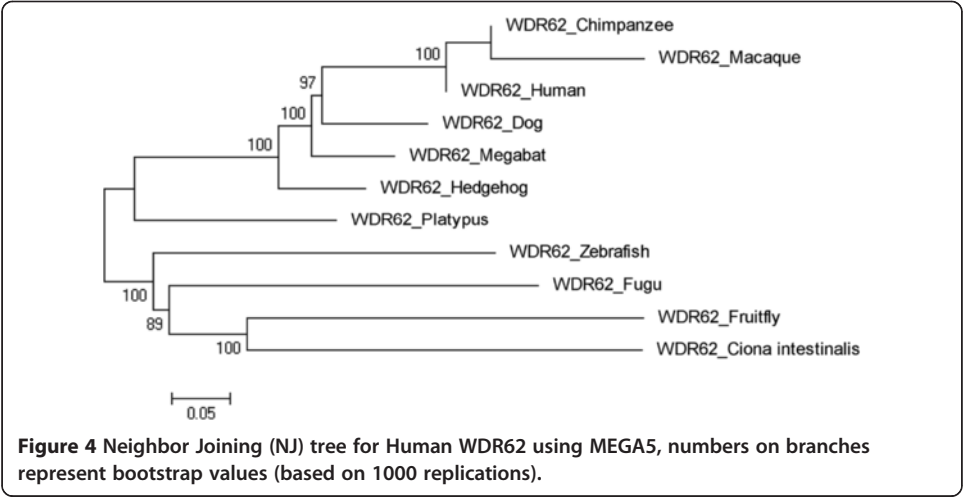 WDR62_Chimpanzee
100
WDR62_Macaque
97
WDR62_Human
100
WDR62_Dog
100
WDR62_Megabat
WDR62_Hedgehog
WDR62_Platypus
WDR62_Zebrafish
100
WDR62_Fugu
89
WDR62_Fruitfly
100
WDR62_Ciona intestinalis
0.05
Figure 4 Neighbor Joining (NJ) tree for Human WDR62 using MEGA5, numbers on branches
represent bootstrap values (based on 1000 replications).